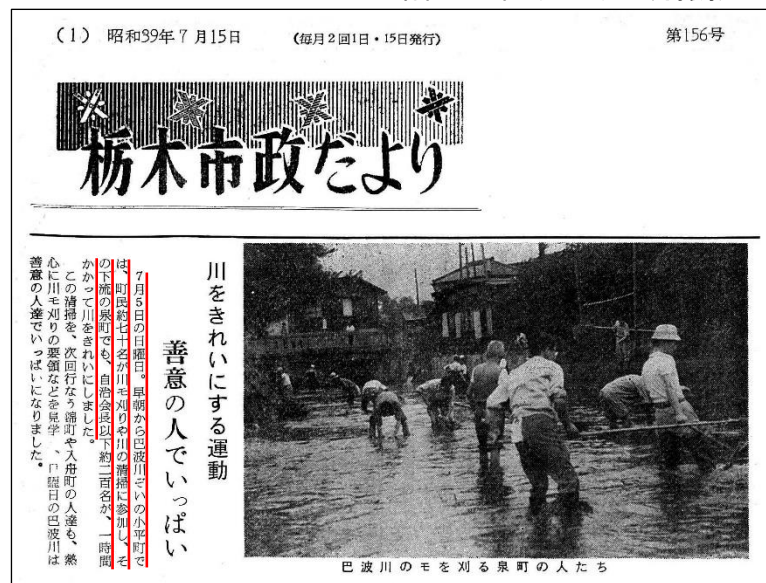 (1) 昭和39年7月15日
(毎月2回1日・15日発行)
第156号
栃木市政だより
川をきれいにする運動
善意の人でいっぱい
7月5日の日曜日。早朝から巴波川ぞいの小平町で
は、町民約七十名が川モ刈りや川の清掃に参加し、そ
の下流の泉町でも、自治会長以下約二百名が、一時間
かかって川をきれいにしました。
この清掃を、次回行なう錦町や入舟町の人達も、熱
心に川モ刈りの要領などを見学 、日曜日の巴波川は
善意の人達でいっぱいになりました。
巴波川のモを刈る泉町の人たち